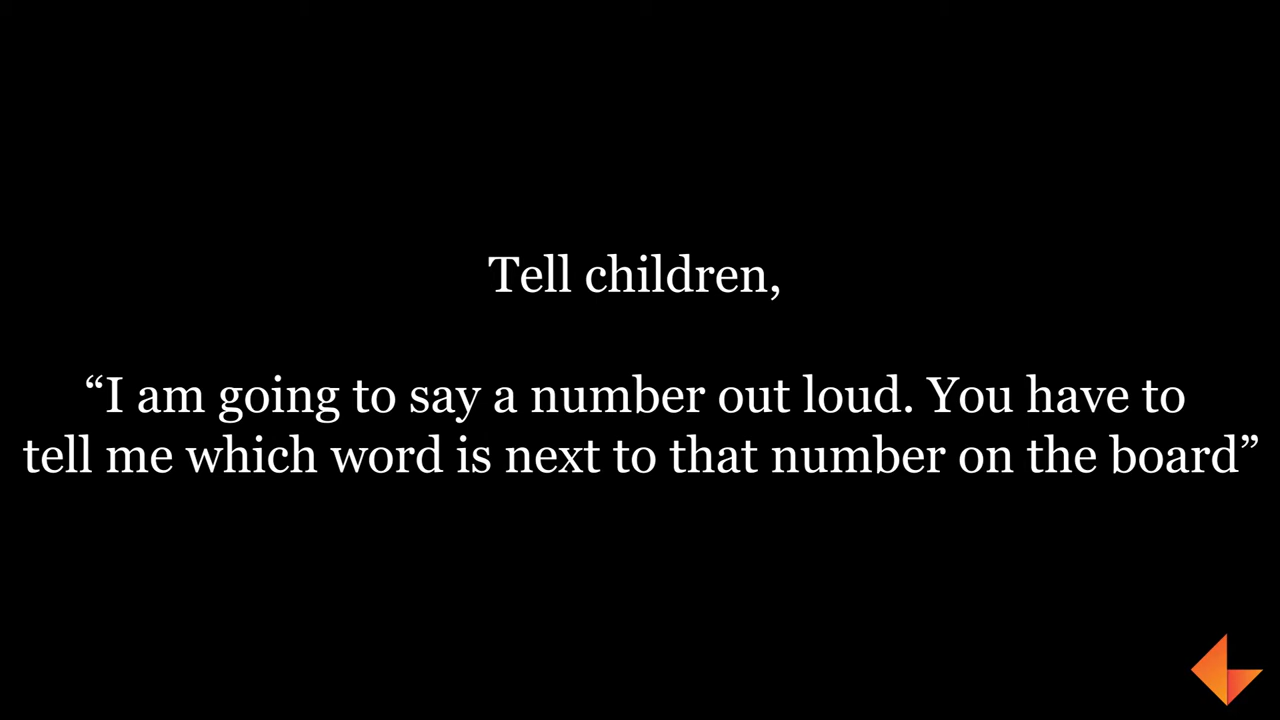 Tell children,
“I am going to say a number out loud. You have to
tell me which word is next to that number on the board”